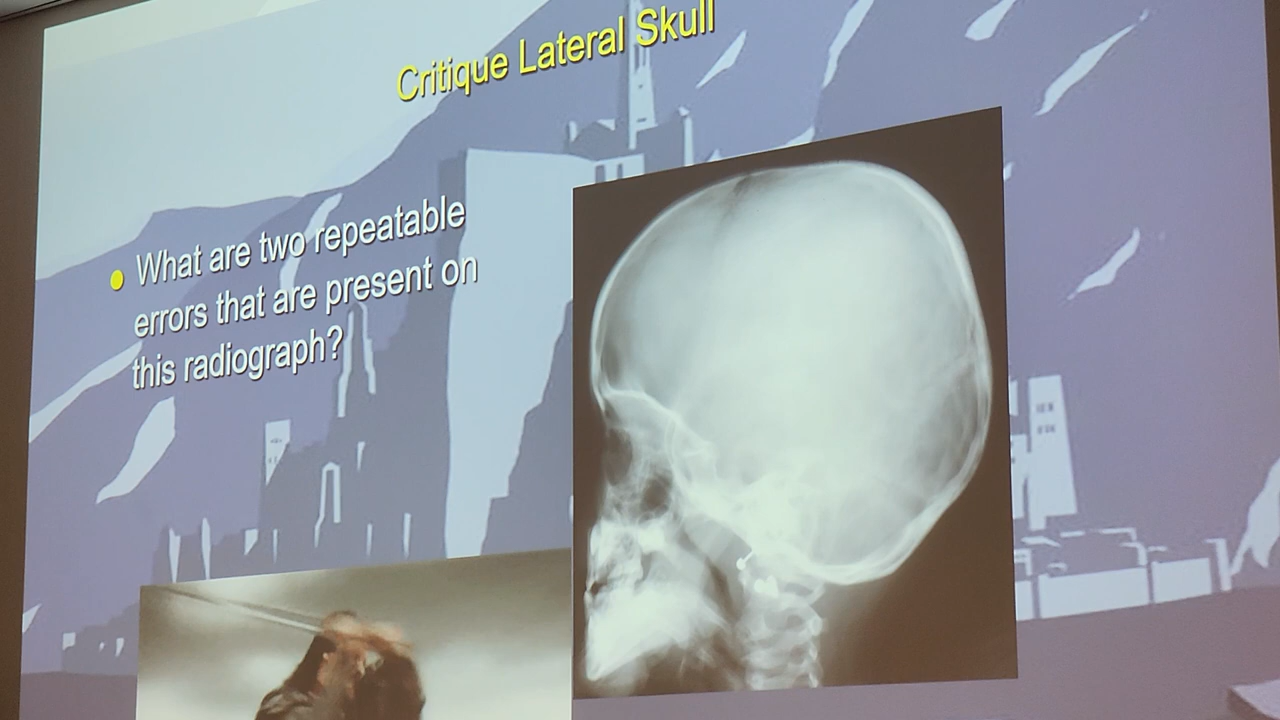 Critique Lateral Skull
What are two repeatable
errors that are present on
this radiograph?